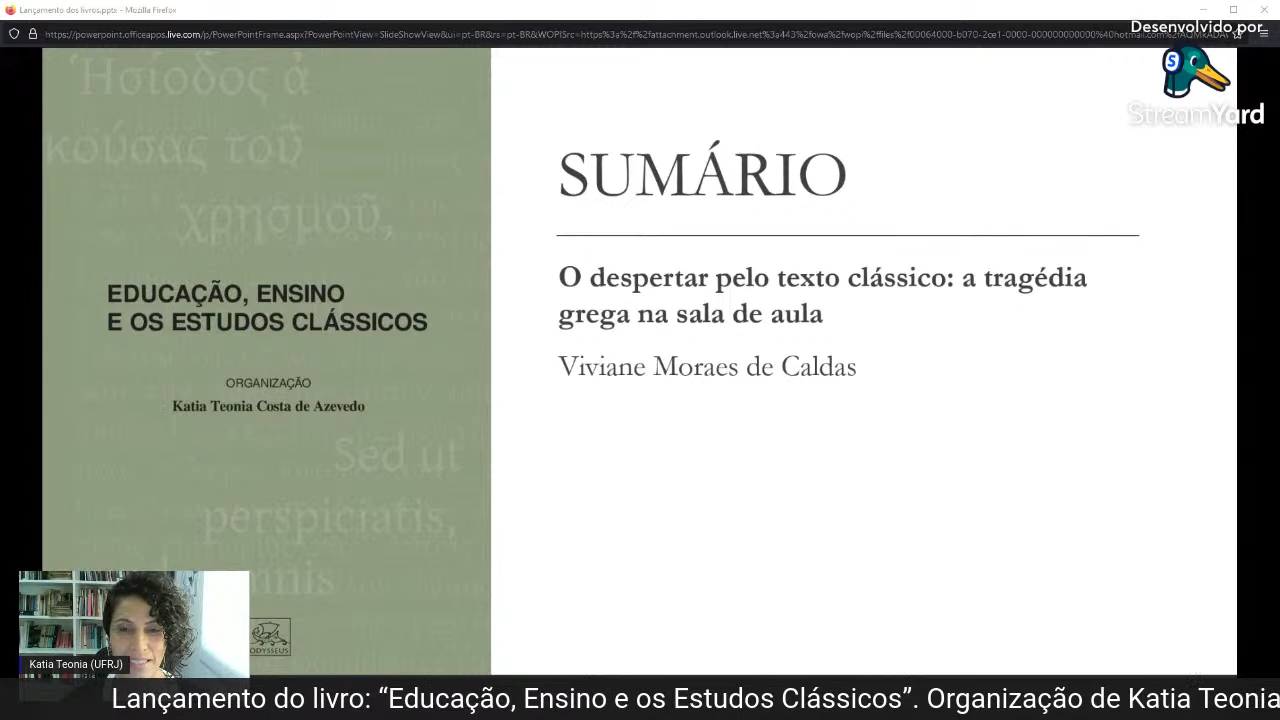 Lançamento dos livros.pptx — Mozilla Firefox
Desenvolvido por
StreamYard
Ἡσίοδος ἀ
κούσας τοῦ
χρησμοῦ,
EDUCAÇÃO, ENSINO
E OS ESTUDOS CLÁSSICOS
ORGANIZAÇÃO
Katia Teonia Costa de Azevedo
Sed ut
perspiciatis,
ODYSSEUS
SUMÁRIO
O despertar pelo texto clássico: a tragédia
grega na sala de aula
Viviane Moraes de Caldas
Katia Teonia (UFRJ)
Lançamento do livro: “Educação, Ensino e os Estudos Clássicos”. Organização de Katia Teonia